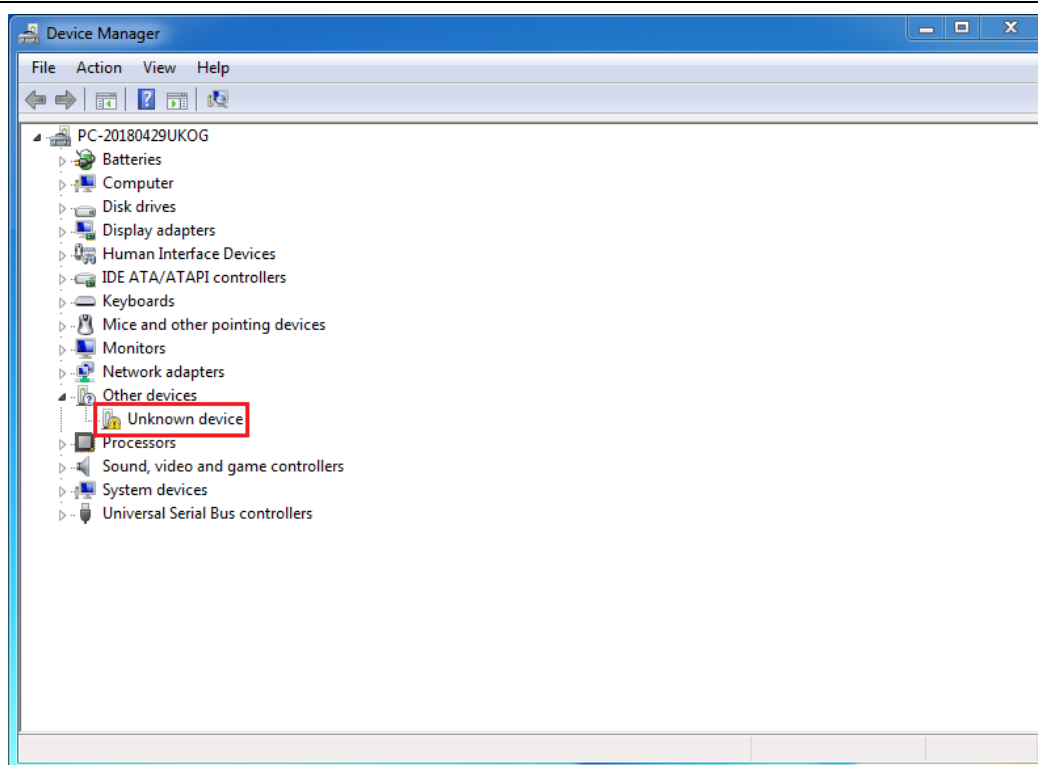 Device Manager
File Action View Help
PC-20180429UKOG
Batteries
Computer
Disk drives
Display adapters
Human Interface Devices
IDE ATA/ATAPI controllers
Keyboards
Mice and other pointing devices
Monitors
Network adapters
Other devices
Unknown device
Processors
Sound, video and game controllers
System devices
Universal Serial Bus controllers